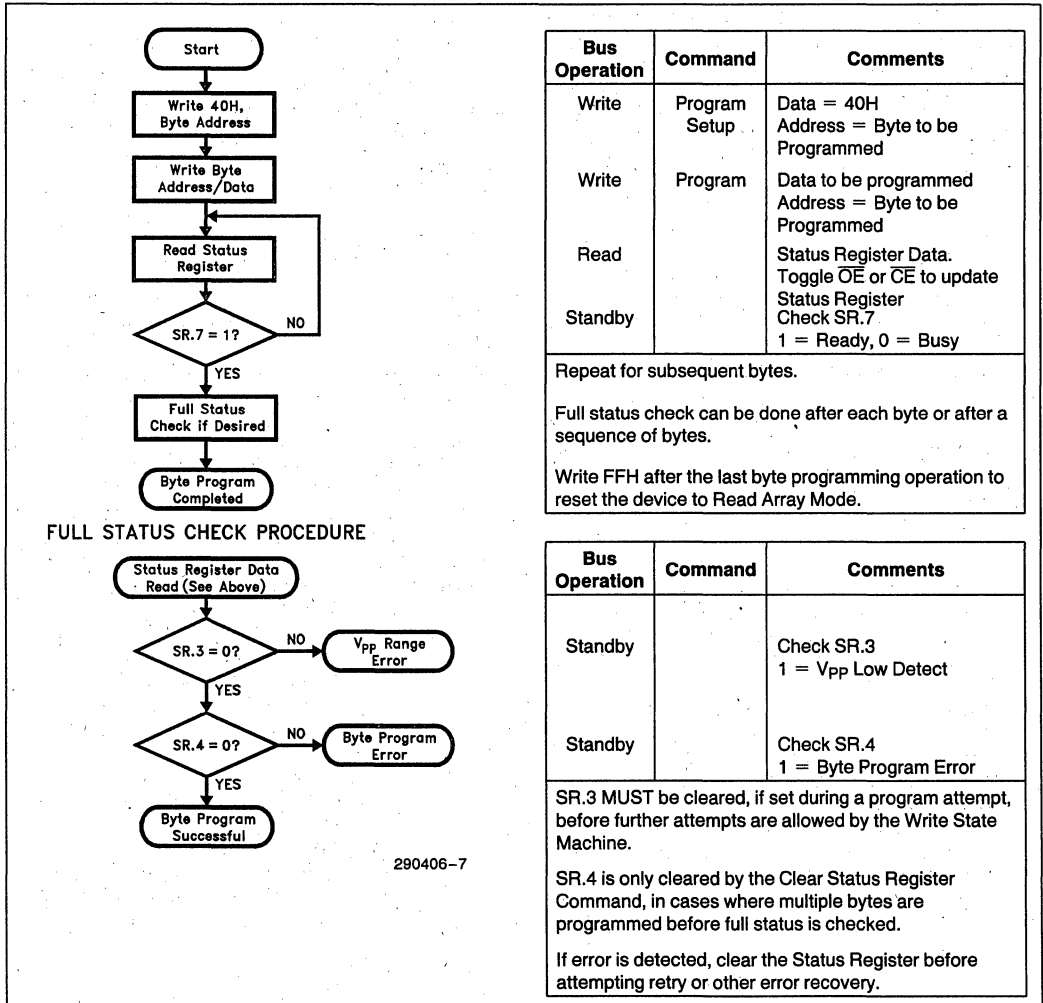 Start
Write 40H,
Byte Address
Write Byte
Address/Data
Read Status
Register
SR.7 = 1?
NO
YES
Full Status
Check if Desired
Byte Program
Completed
Bus Operation | Command | Comments
Write | Program Setup | Data = 40H
Address = Byte to be
Programmed
Write | Program | Data to be programmed
Address = Byte to be
Programmed
Read | Status Register Data.
Toggle O̅E̅ or C̅E̅ to update
Status Register
Standby | Check SR.7
1 = Ready, 0 = Busy
Repeat for subsequent bytes.
Full status check can be done after each byte or after a
sequence of bytes.
Write FFH after the last byte programming operation to
reset the device to Read Array Mode.
FULL STATUS CHECK PROCEDURE
Status Register Data
Read (See Above)
SR.3 = 0?
NO
VPP Range
Error
YES
SR.4 = 0?
NO
Byte Program
Error
YES
Byte Program
Successful
290406-7
Bus Operation | Command | Comments
Standby | Check SR.3
1 = VPP Low Detect
Standby | Check SR.4
1 = Byte Program Error
SR.3 MUST be cleared, if set during a program attempt,
before further attempts are allowed by the Write State
Machine.
SR.4 is only cleared by the Clear Status Register
Command, in cases where multiple bytes are
programmed before full status is checked.
If error is detected, clear the Status Register before
attempting retry or other error recovery.